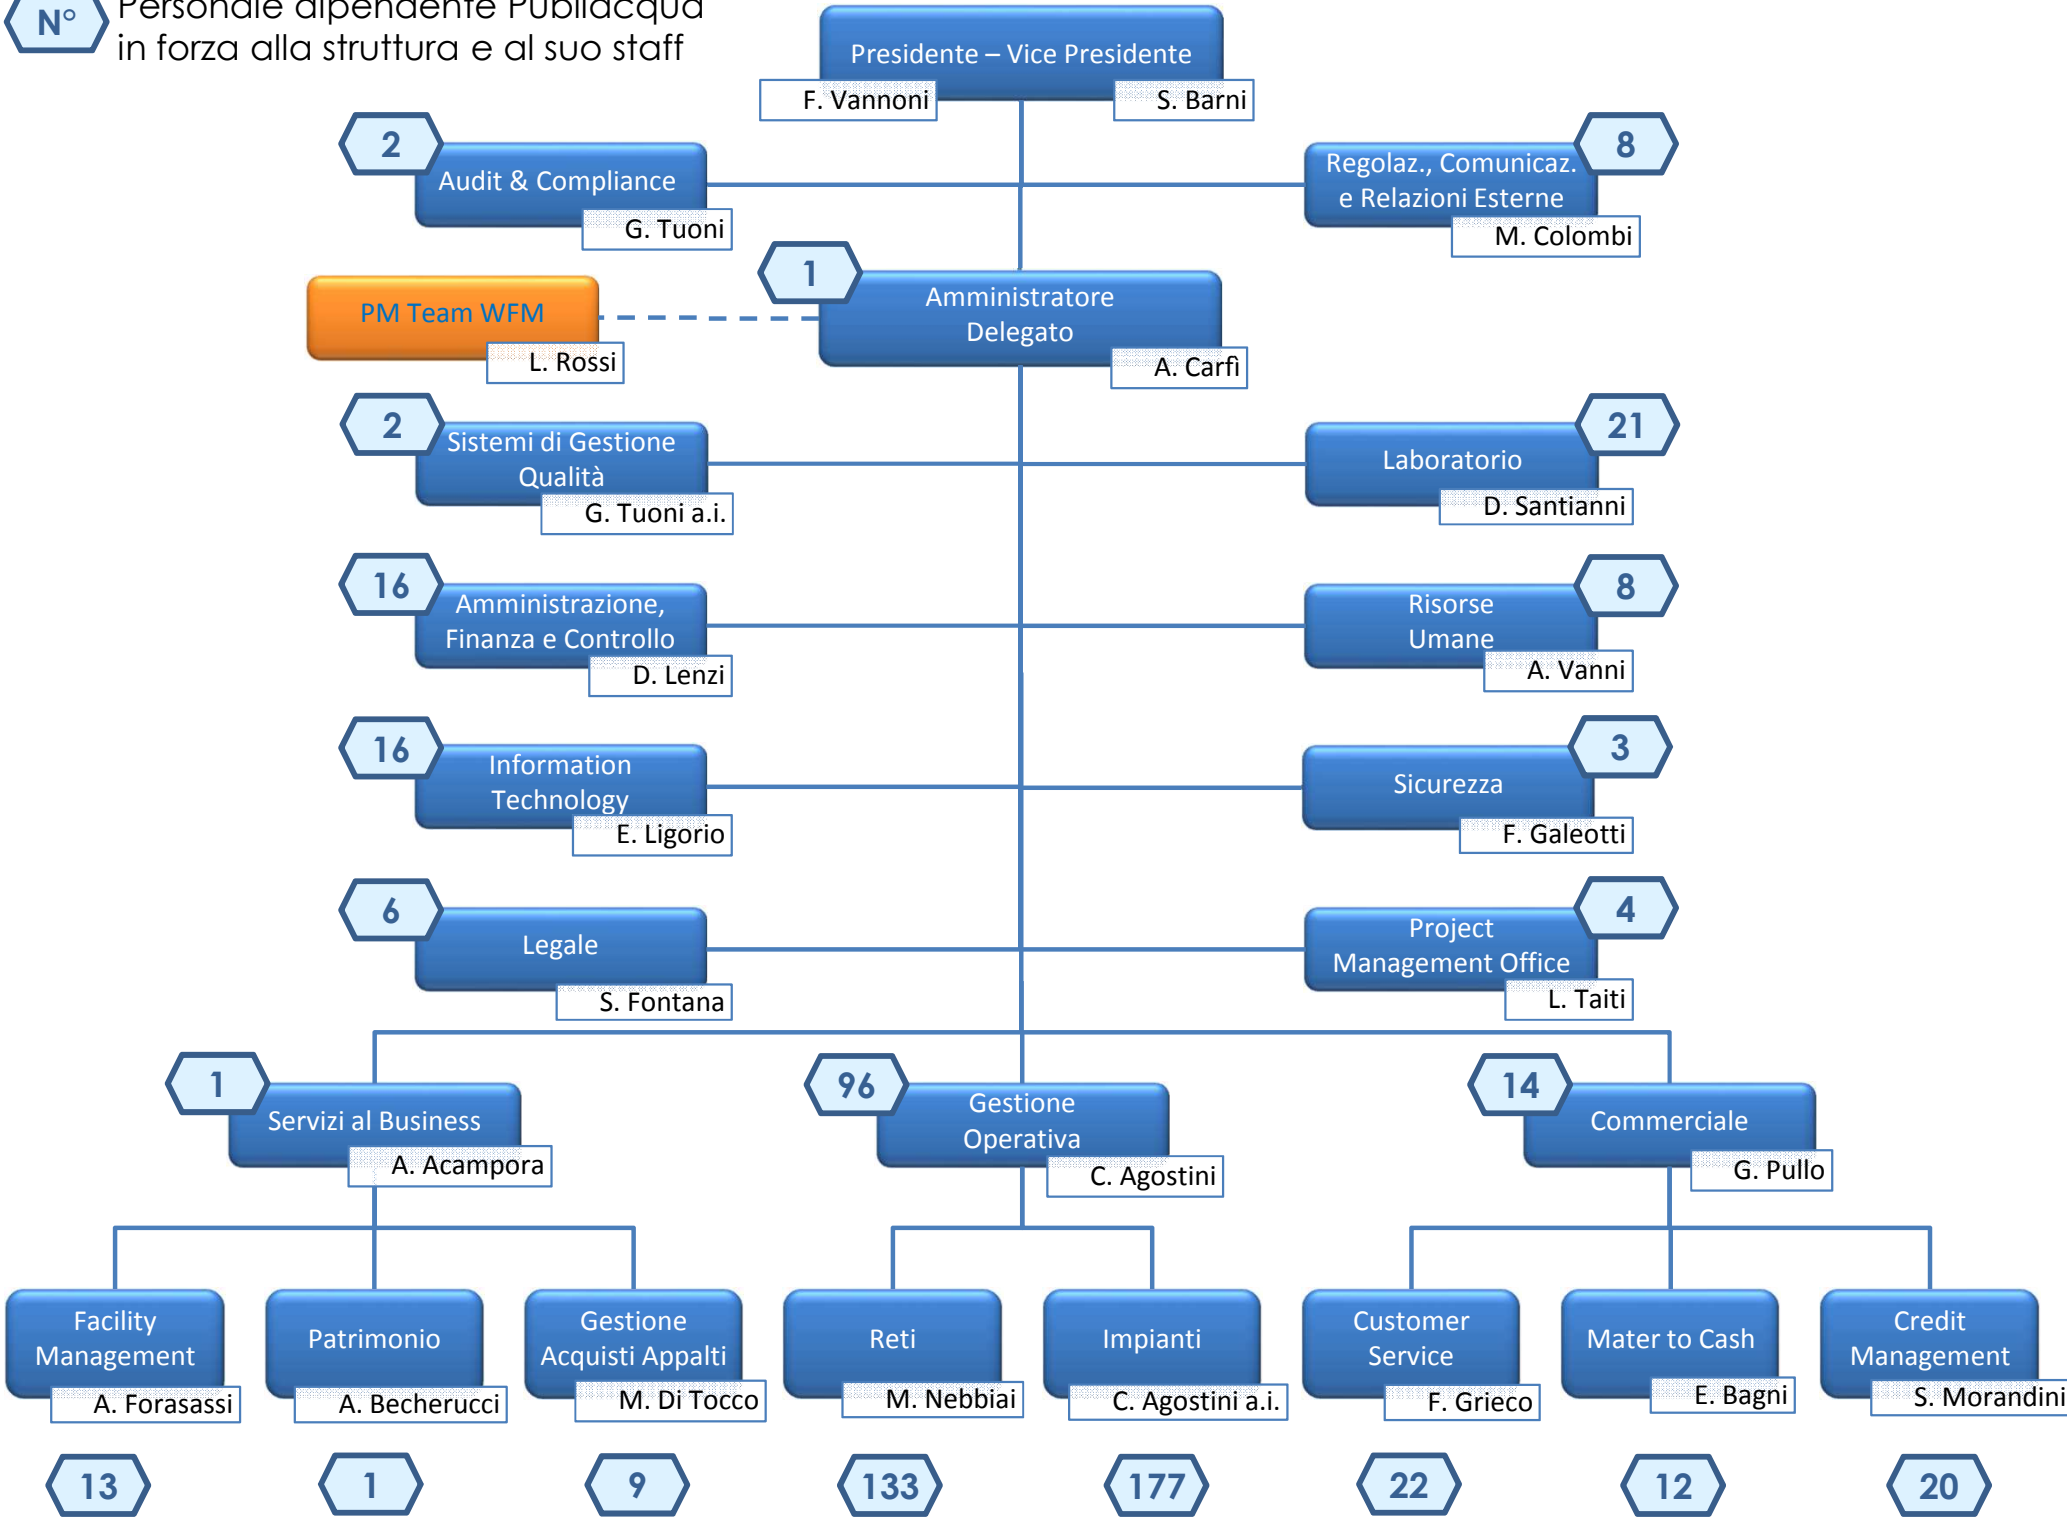 N°
Personale dipendente Publiacqua
in forza alla struttura e al suo staff
Presidente – Vice Presidente
F. Vannoni
S. Barni
2
Audit & Compliance
G. Tuoni
8
Regolaz., Comunicaz.
e Relazioni Esterne
M. Colombi
PM Team WFM
L. Rossi
1
Amministratore
Delegato
A. Carfì
2
Sistemi di Gestione
Qualità
G. Tuoni a.i.
21
Laboratorio
D. Santianni
16
Amministrazione,
Finanza e Controllo
D. Lenzi
8
Risorse
Umane
A. Vanni
16
Information
Technology
E. Ligorio
3
Sicurezza
F. Galeotti
6
Legale
S. Fontana
4
Project
Management Office
L. Taiti
1
Servizi al Business
A. Acampora
96
Gestione
Operativa
C. Agostini
14
Commerciale
G. Pullo
Facility
Management
A. Forasassi
Patrimonio
A. Becherucci
Gestione
Acquisti Appalti
M. Di Tocco
Reti
M. Nebbiai
Impianti
C. Agostini a.i.
Customer
Service
F. Grieco
Mater to Cash
E. Bagni
Credit
Management
S. Morandini
13
1
9
133
177
22
12
20